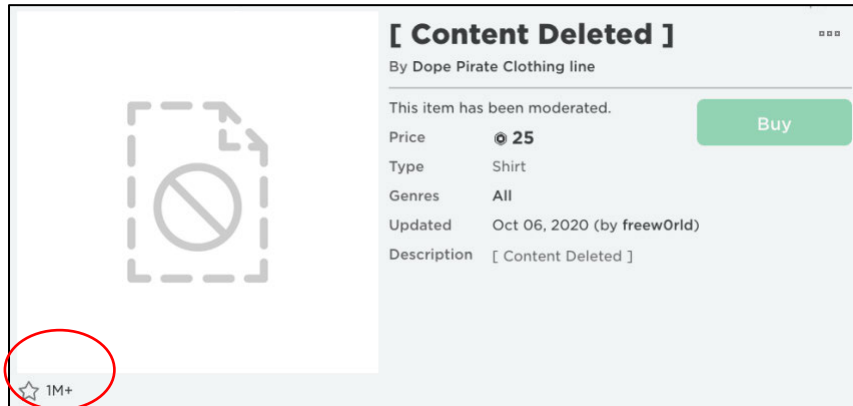 [ Content Deleted ]
By Dope Pirate Clothing line
This item has been moderated.
Buy
Price 25
Type Shirt
Genres All
Updated Oct 06, 2020 (by freew0rld)
Description [ Content Deleted ]
1M+